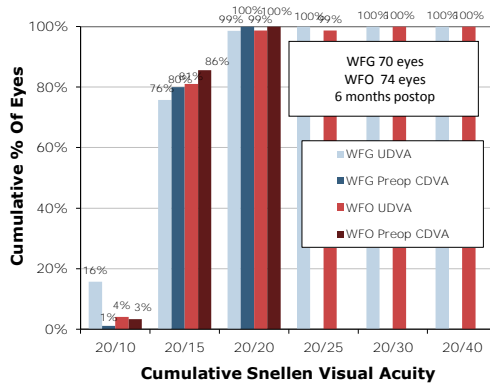 100% 100% 100% 100% 100%
99% 99% 99%
100%
86%
81%
80%
76%
80%
WFG 70 eyes
WFO 74 eyes
6 months postop
60%
WFG UDVA
WFG Preop CDVA
WFO UDVA
WFO Preop CDVA
40%
20%
16%
4% 3%
1%
0%
20/10 20/15 20/20 20/25 20/30 20/40
Cumulative % Of Eyes
Cumulative Snellen Visual Acuity